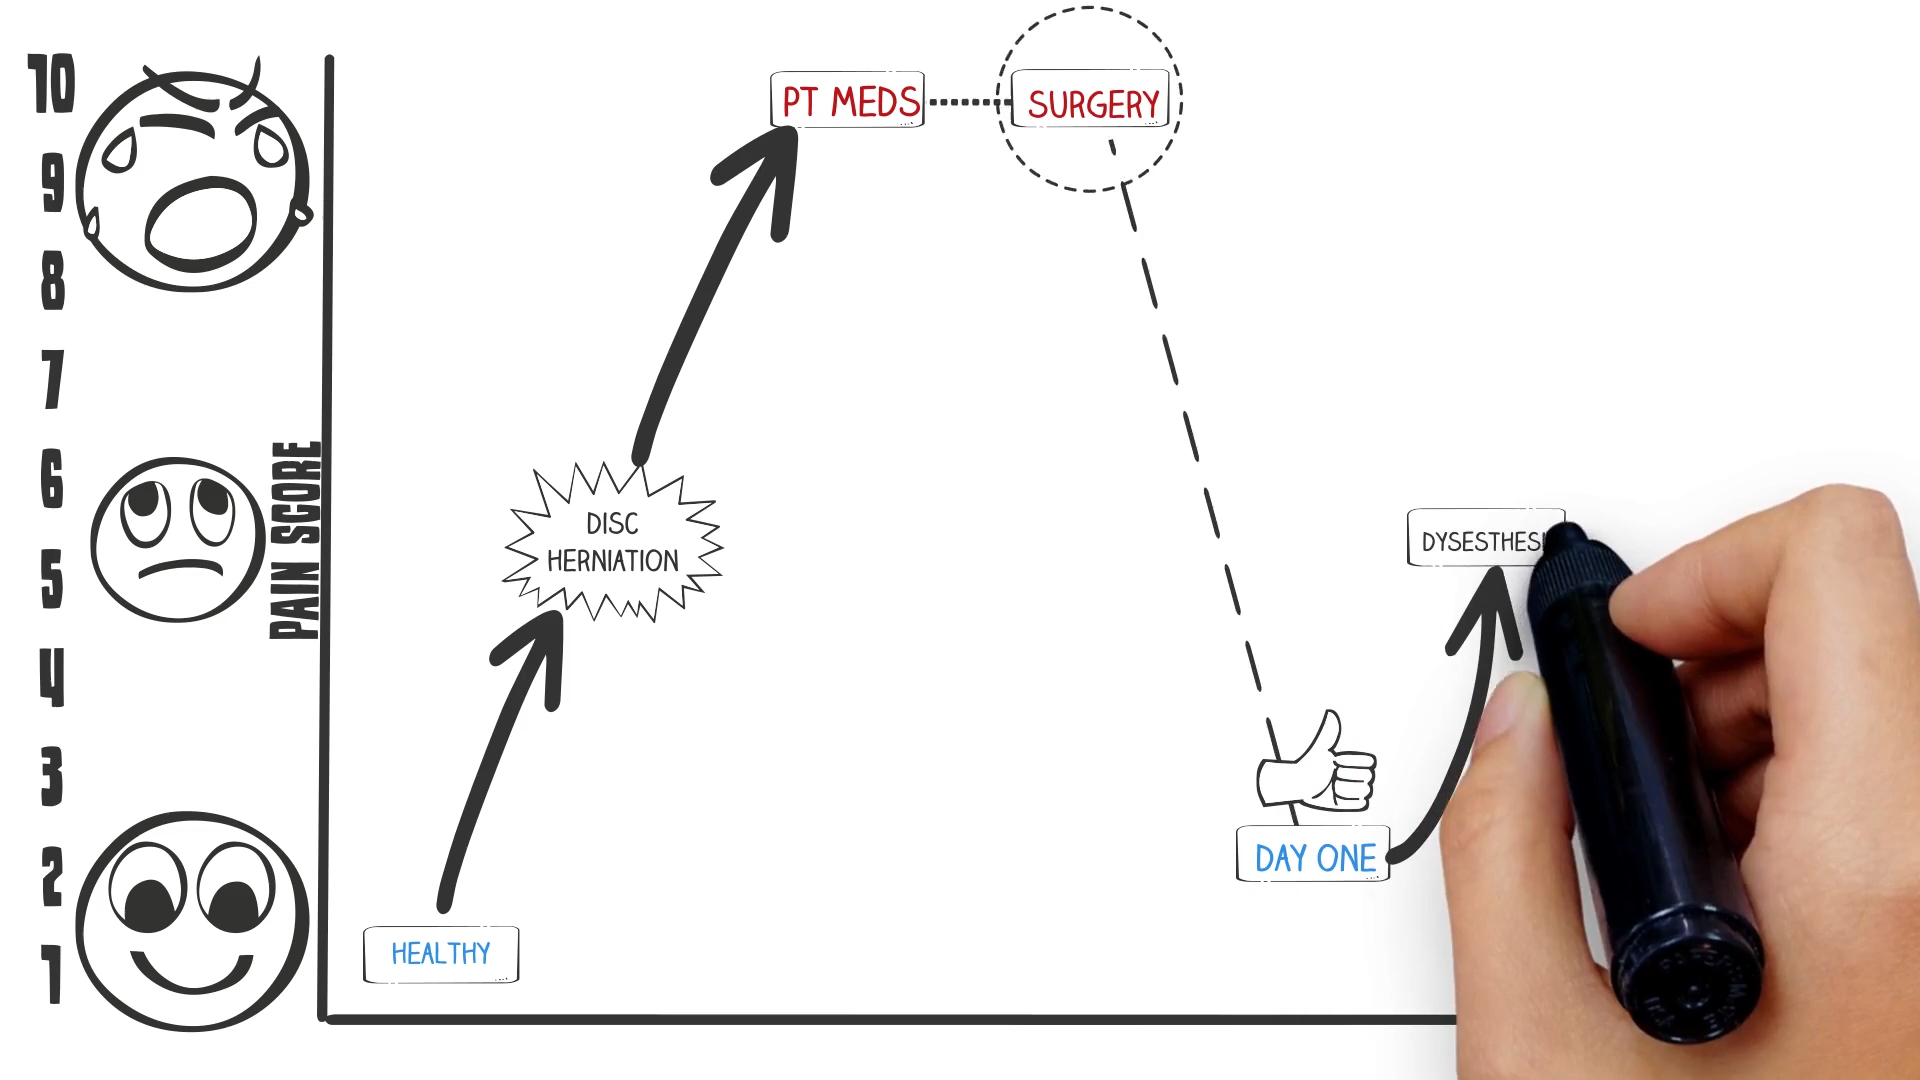 10
9
8
7
6
5
4
3
2
1
PAIN SCORE
PT MEDS
SURGERY
DISC
HERNIATION
DYSESTHESI
DAY ONE
HEALTHY